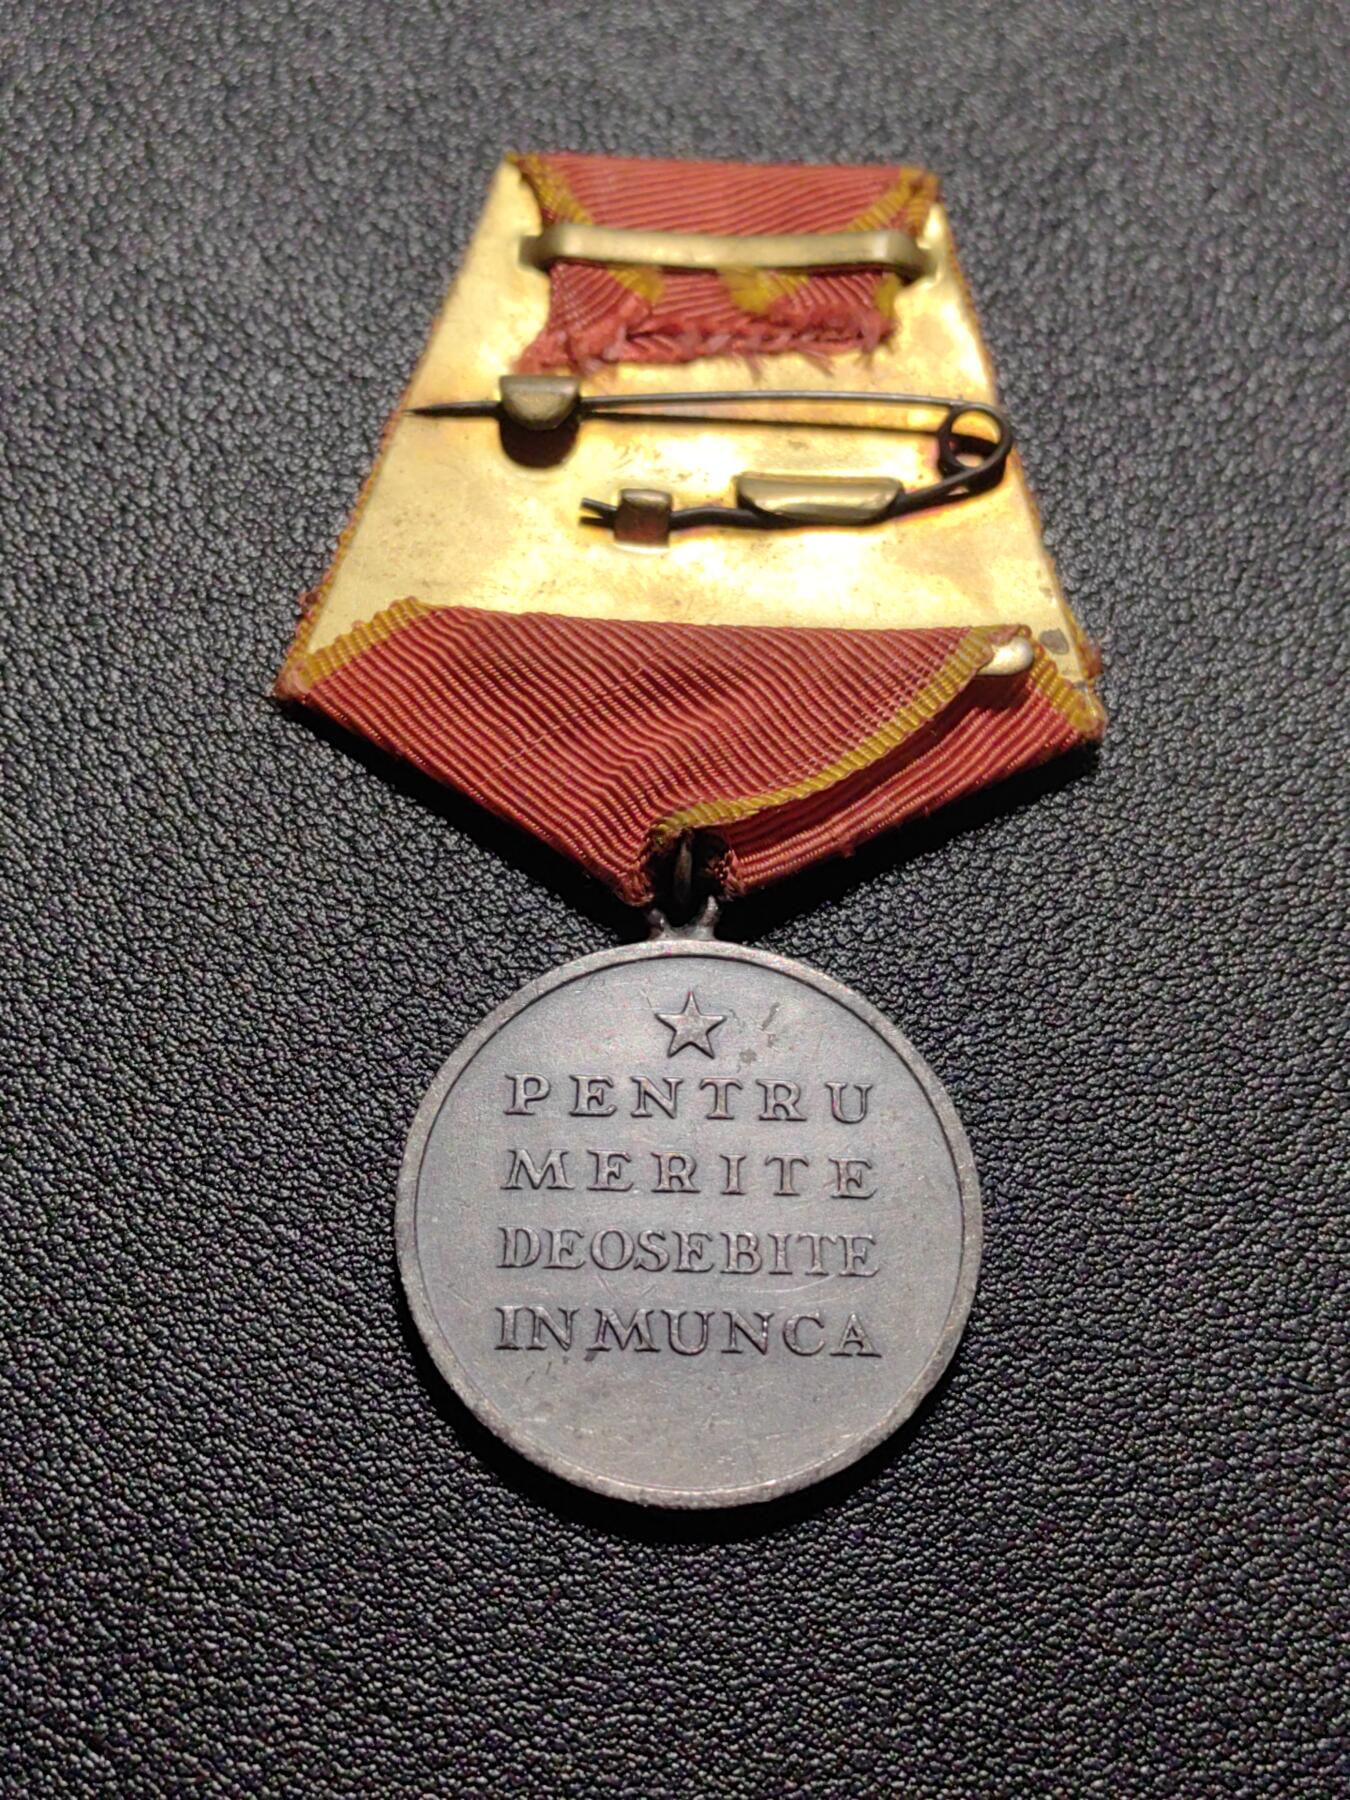 PENTRU
MERITE
DEOSEBITE
IN MUNCA